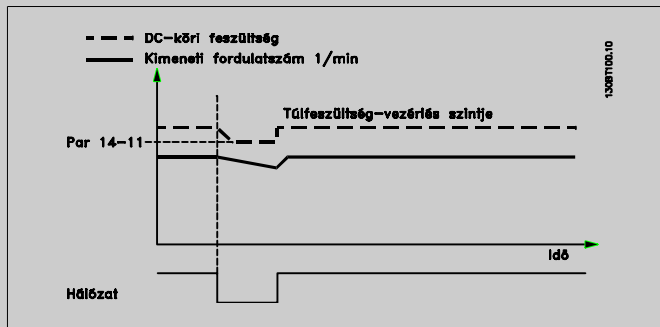 DC-köri feszültség
Kimeneti fordulatszám 1/min
130BT100.10
Túlfeszültség-vezérlés szintje
Par 14-11
Idő
Hálózat